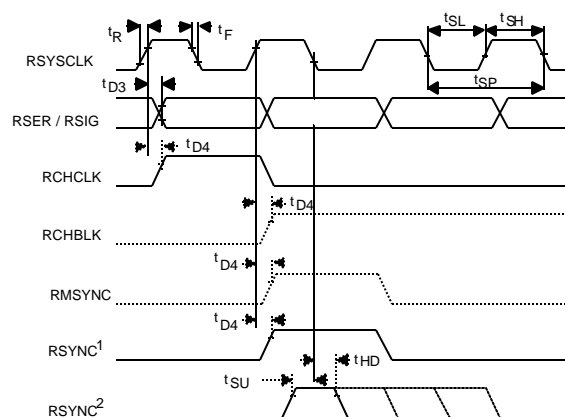 tR tF tSL tSH
RSYSCLK
tSP
tD3
RSER / RSIG
tD4
RCHCLK
tD4
RCHBLK
tD4
RMSYNC
tD4
RSYNC1
tHD
tSU
RSYNC2